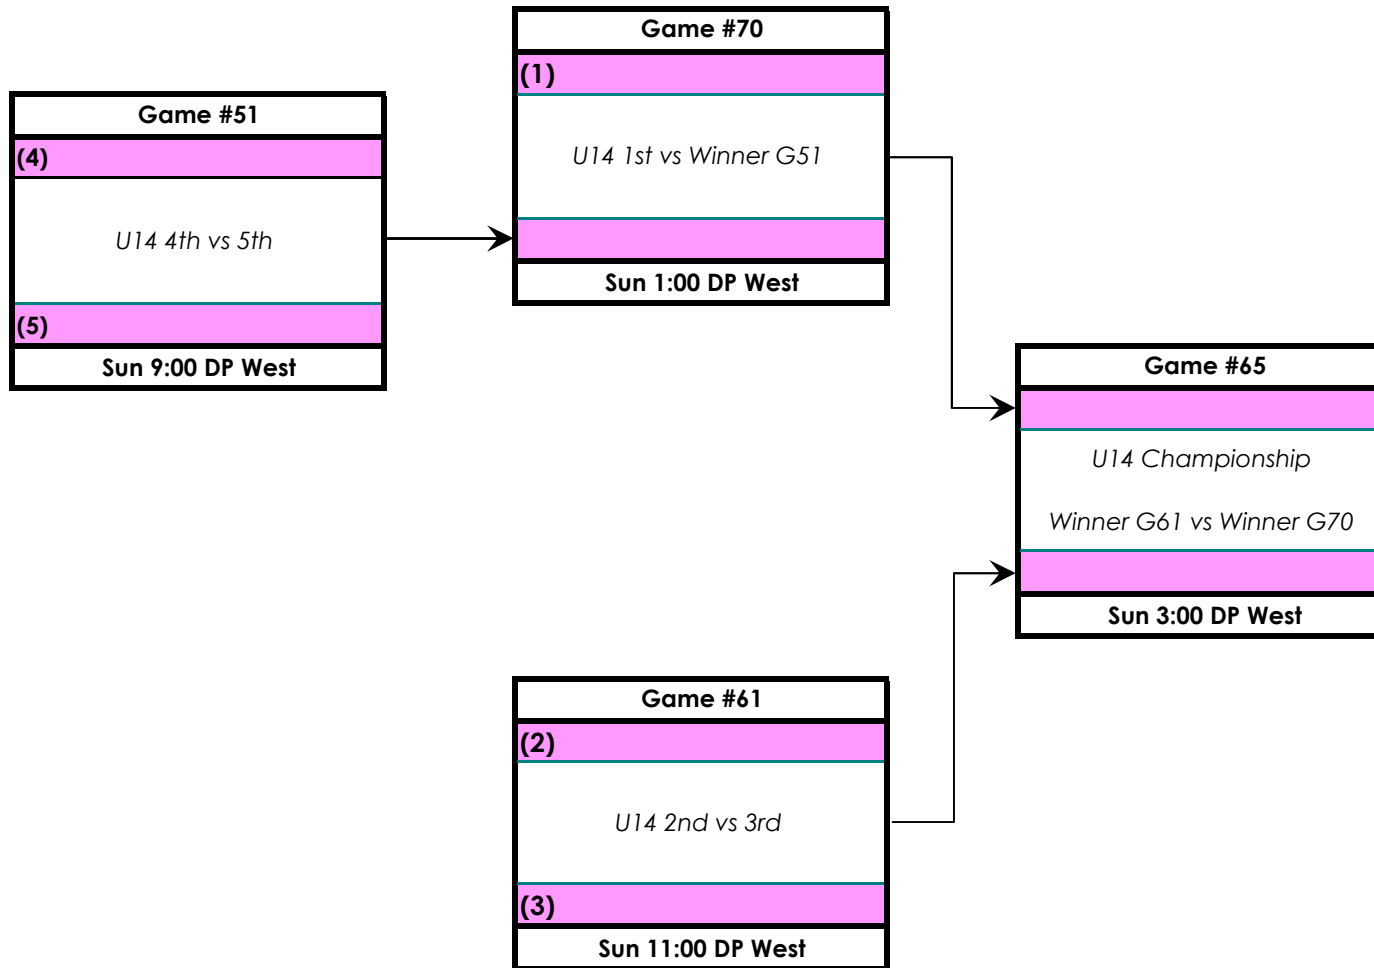 Game #51
(4)
U14 4th vs 5th
(5)
Sun 9:00 DP West
Game #70
(1)
U14 1st vs Winner G51
Sun 1:00 DP West
Game #65
U14 Championship
Winner G61 vs Winner G70
Sun 3:00 DP West
Game #61
(2)
U14 2nd vs 3rd
(3)
Sun 11:00 DP West